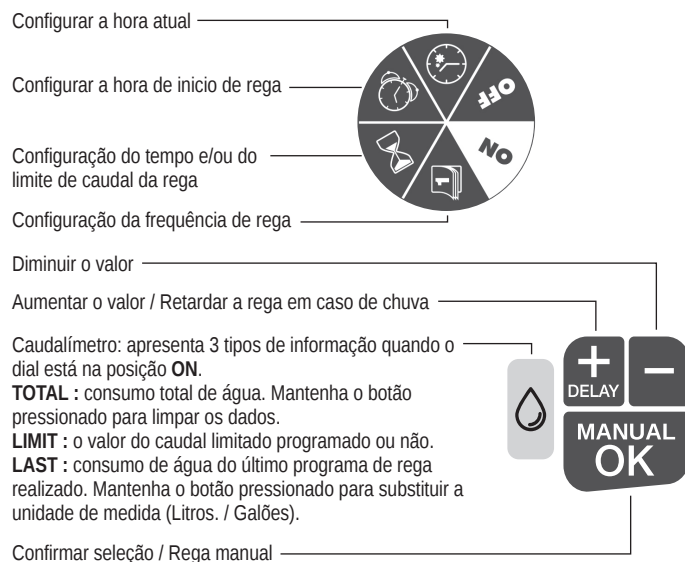 Configurar a hora atual
Configurar a hora de inicio de rega
OFF
ON
1
Configuração do tempo e/ou do
limite de caudal da rega
Configuração da frequência de rega
Diminuir o valor
Aumentar o valor / Retardar a rega em caso de chuva
Caudalímetro: apresenta 3 tipos de informação quando o
dial está na posição ON.
TOTAL : consumo total de água. Mantenha o botão
pressionado para limpar os dados.
LIMIT : o valor do caudal limitado programado ou não.
LAST : consumo de água do último programa de rega
realizado. Mantenha o botão pressionado para substituir a
unidade de medida (Litros. / Galões).
+
DELAY
−
MANUAL
OK
Confirmar seleção / Rega manual